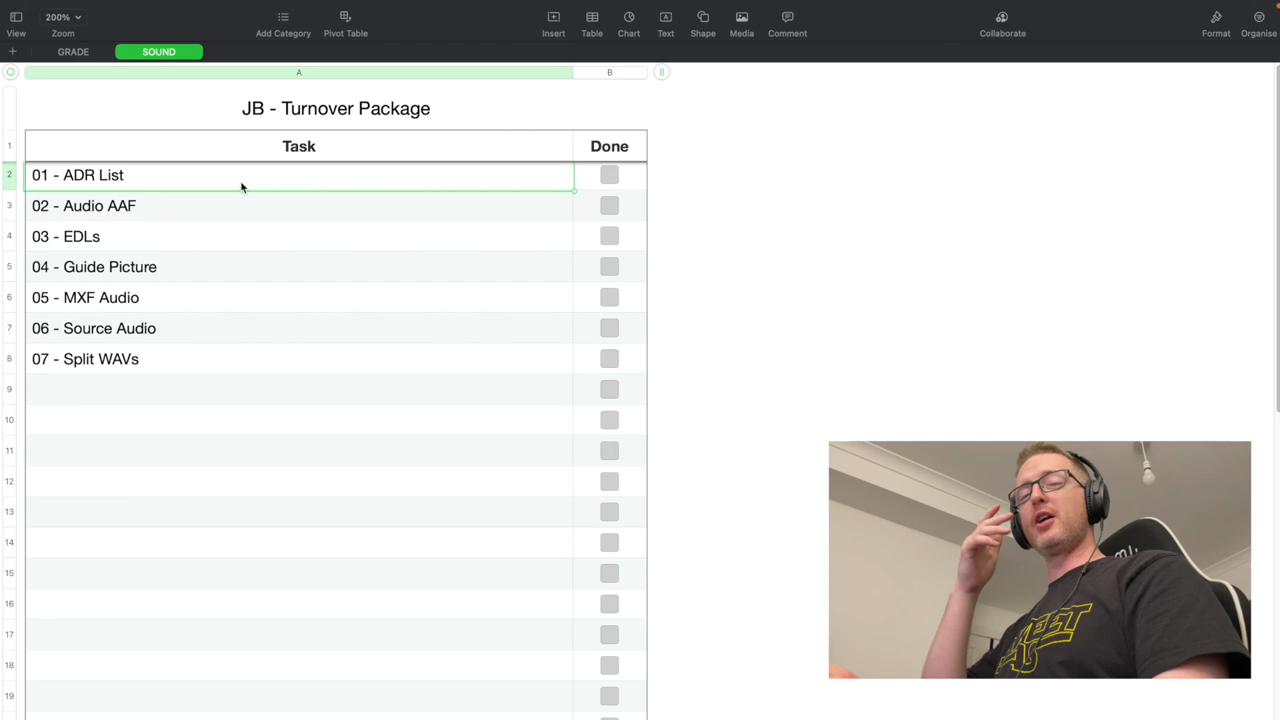 200%
View
Zoom
Add Category
Pivot Table
Insert
Table
Chart
Text
Shape
Media
Comment
Collaborate
Format
Organise
GRADE
SOUND
A
B
JB - Turnover Package
1
Task
Done
2
01 - ADR List
3
02 - Audio AAF
4
03 - EDLs
5
04 - Guide Picture
6
05 - MXF Audio
7
06 - Source Audio
8
07 - Split WAVs
9
10
11
12
13
14
15
16
17
18
19